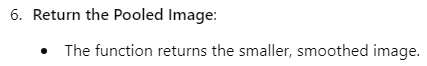 6. Return the Pooled Image:
• The function returns the smaller, smoothed image.